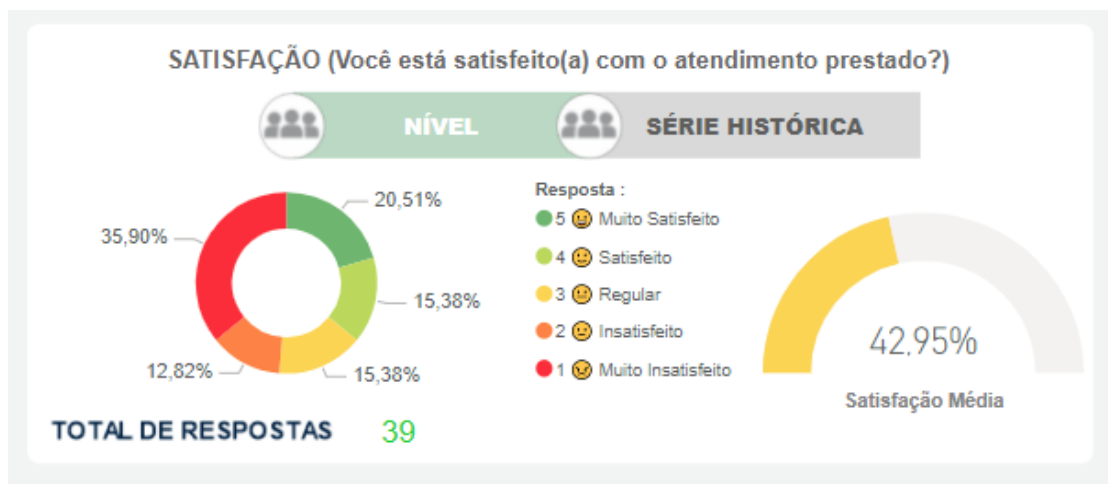 SATISFAÇÃO (Você está satisfeito(a) com o atendimento prestado?)
NÍVEL
SÉRIE HISTÓRICA
20,51%
15,38%
15,38%
12,82%
35,90%
Resposta :
5 Muito Satisfeito
4 Satisfeito
3 Regular
2 Insatisfeito
1 Muito Insatisfeito
42,95%
Satisfação Média
TOTAL DE RESPOSTAS 39